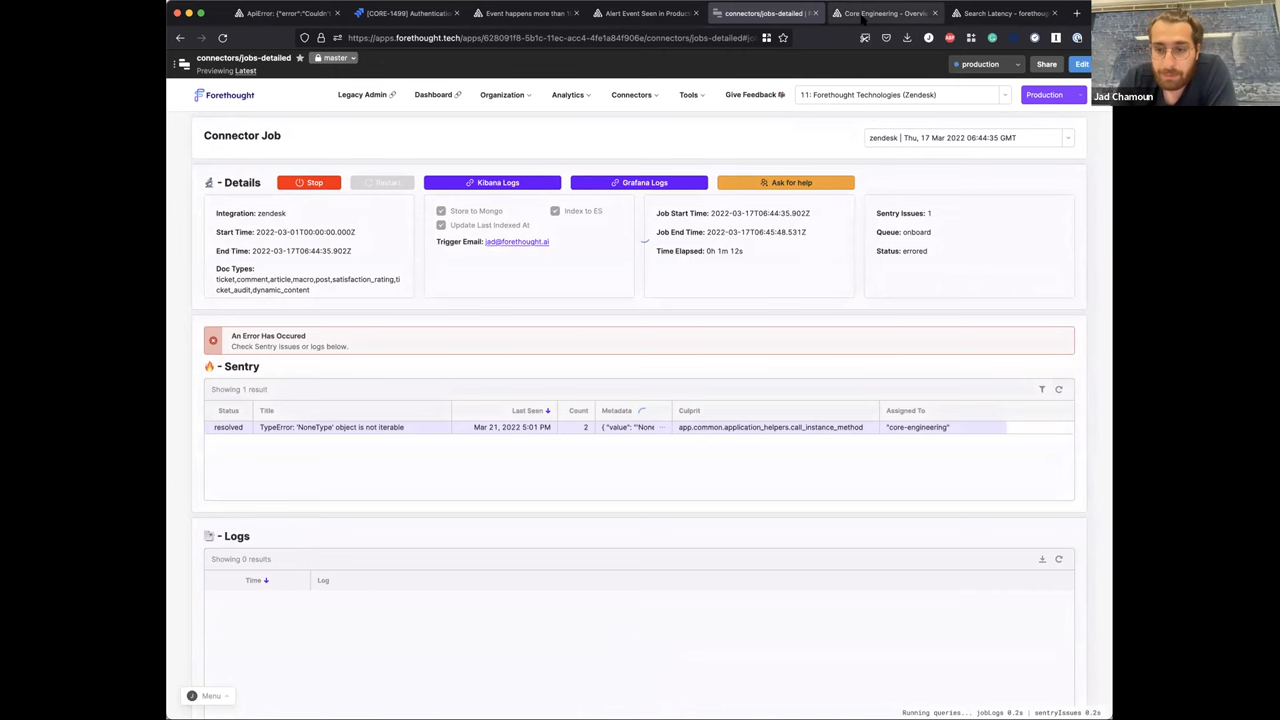 ApiError: {"error":"Couldn't
[CORE-1499] Authenticatio
Event happens more than 1
Alert Event Seen in Product
connectors/jobs-detailed |
Core Engineering - Overvie
Search Latency - forethoug
https://apps.forethought.tech/apps/628091f8-5b1c-11ec-acc4-4fe1a84f906e/connectors/jobs-detailed#
connectors/jobs-detailed
master
Previewing Latest
production
Share
Edit
Jad Chamoun
Forethought
Legacy Admin
Dashboard
Organization
Analytics
Connectors
Tools
Give Feedback
11: Forethought Technologies (Zendesk)
Production
Connector Job
zendesk | Thu, 17 Mar 2022 06:44:35 GMT
- Details
Stop
Restart
Kibana Logs
Grafana Logs
Ask for help
Integration: zendesk
Start Time: 2022-03-01T00:00:00.000Z
End Time: 2022-03-17T06:44:35.902Z
Doc Types:
ticket,comment,article,macro,post,satisfaction_rating,ti
cket_audit,dynamic_content
Store to Mongo
Index to ES
Update Last Indexed At
Trigger Email: jad@forethought.ai
Job Start Time: 2022-03-17T06:44:35.902Z
Job End Time: 2022-03-17T06:45:48.531Z
Time Elapsed: 0h 1m 12s
Sentry Issues: 1
Queue: onboard
Status: errored
An Error Has Occured
Check Sentry issues or logs below.
- Sentry
Showing 1 result
Status Title Last Seen Count Metadata Culprit Assigned To
resolved TypeError: 'NoneType' object is not iterable Mar 21, 2022 5:01 PM 2 { "value": "'None ... app.common.application_helpers.call_instance_method "core-engineering"
- Logs
Showing 0 results
Time Log
J Menu
Running queries... jobLogs 0.2s | sentryIssues 0.2s